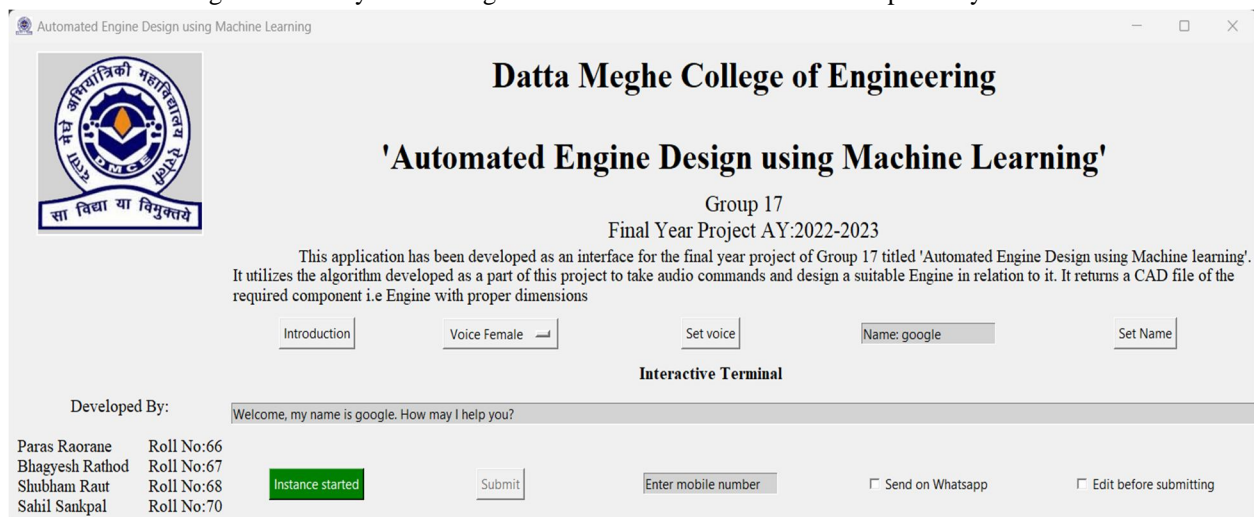 Automated Engine Design using Machine Learning
दत्ता मेघे अभियांत्रिकी महाविद्यालय ऐरोली
DMCE
सा विद्या या विमुक्तये
Datta Meghe College of Engineering
'Automated Engine Design using Machine Learning'
Group 17
Final Year Project AY:2022-2023
This application has been developed as an interface for the final year project of Group 17 titled 'Automated Engine Design using Machine learning'.
It utilizes the algorithm developed as a part of this project to take audio commands and design a suitable Engine in relation to it. It returns a CAD file of the
required component i.e Engine with proper dimensions
Introduction Voice Female Set voice Name: google Set Name
Interactive Terminal
Developed By:
Welcome, my name is google. How may I help you?
Paras Raorane Roll No:66
Bhagyesh Rathod Roll No:67
Shubham Raut Roll No:68
Sahil Sankpal Roll No:70
Instance started Submit Enter mobile number Send on Whatsapp Edit before submitting